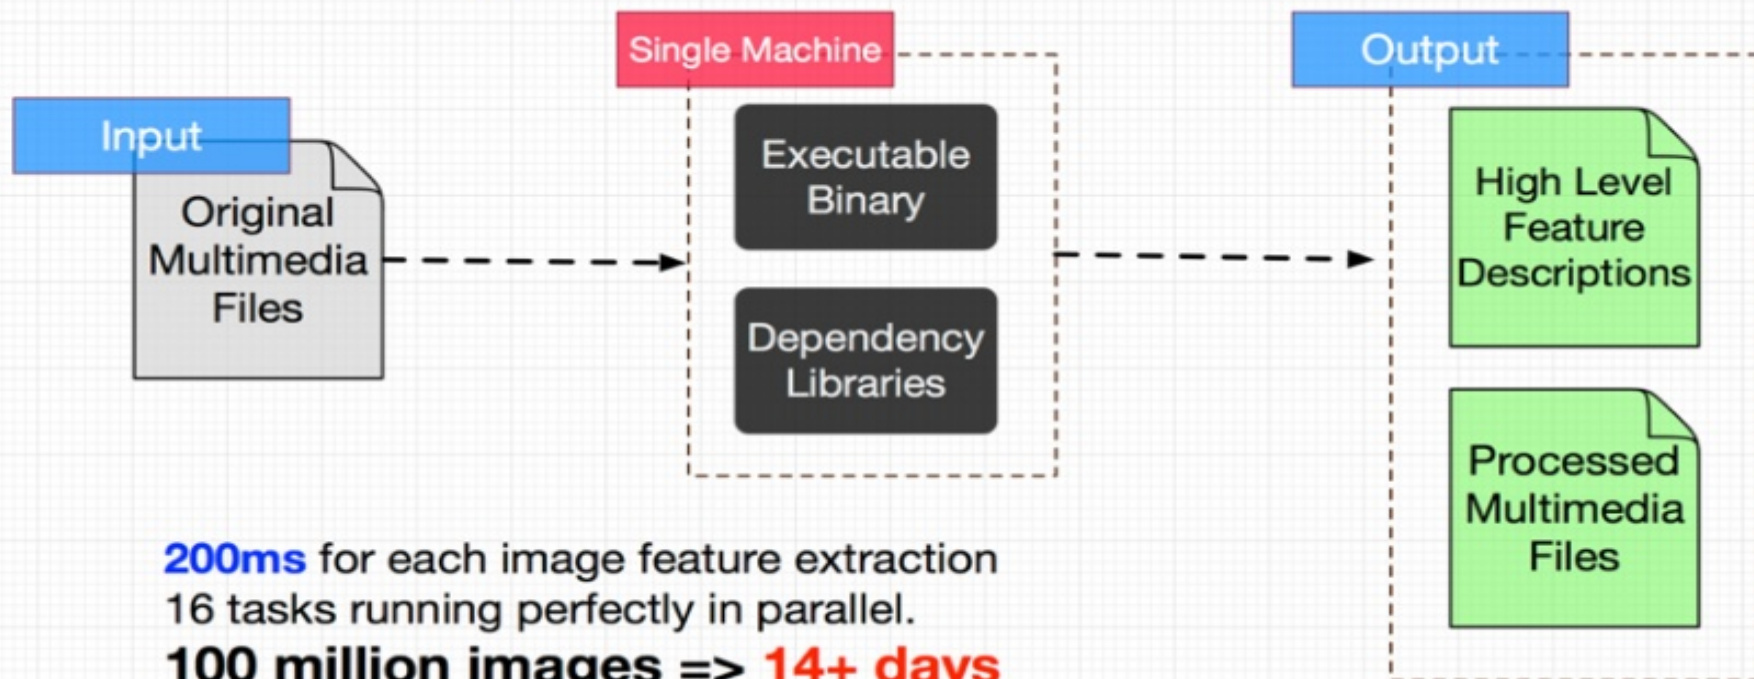 Input
Original
Multimedia
Files
Single Machine
Executable
Binary
Dependency
Libraries
Output
High Level
Feature
Descriptions
Processed
Multimedia
Files
200ms for each image feature extraction
16 tasks running perfectly in parallel.
100 million images => 14+ days